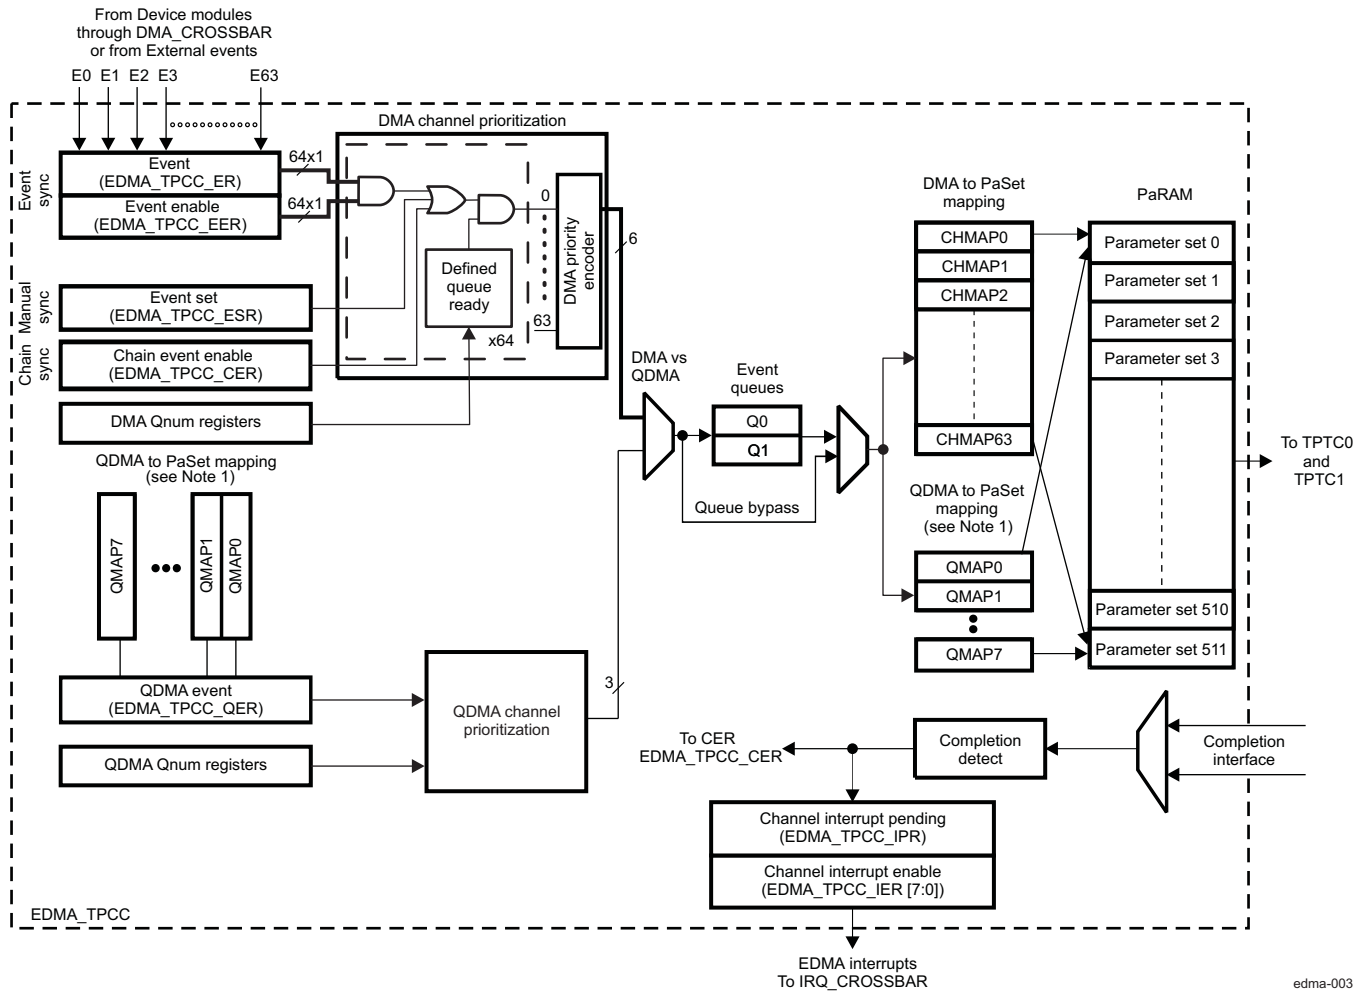 From Device modules
through DMA_CROSSBAR
or from External events
E0 E1 E2 E3 E63
DMA channel prioritization
Event
sync
Event
(EDMA_TPCC_ER)
Event enable
(EDMA_TPCC_EER)
64x1
64x1
Manual
sync
Event set
(EDMA_TPCC_ESR)
Chain
sync
Chain event enable
(EDMA_TPCC_CER)
DMA Qnum registers
Defined
queue
ready
x64
0
63
DMA priority
encoder
6
DMA vs
QDMA
Event
queues
Q0
Q1
Queue bypass
DMA to PaSet
mapping
CHMAP0
CHMAP1
CHMAP2
CHMAP63
QDMA to PaSet
mapping
(see Note 1)
QMAP0
QMAP1
QMAP7
PaRAM
Parameter set 0
Parameter set 1
Parameter set 2
Parameter set 3
Parameter set 510
Parameter set 511
To TPTC0
and
TPTC1
QDMA to PaSet mapping
(see Note 1)
QMAP7
QMAP1
QMAP0
QDMA event
(EDMA_TPCC_QER)
QDMA Qnum registers
QDMA channel
prioritization
3
To CER
EDMA_TPCC_CER
Completion
detect
Completion
interface
Channel interrupt pending
(EDMA_TPCC_IPR)
Channel interrupt enable
(EDMA_TPCC_IER [7:0])
EDMA_TPCC
EDMA interrupts
To IRQ_CROSSBAR
edma-003